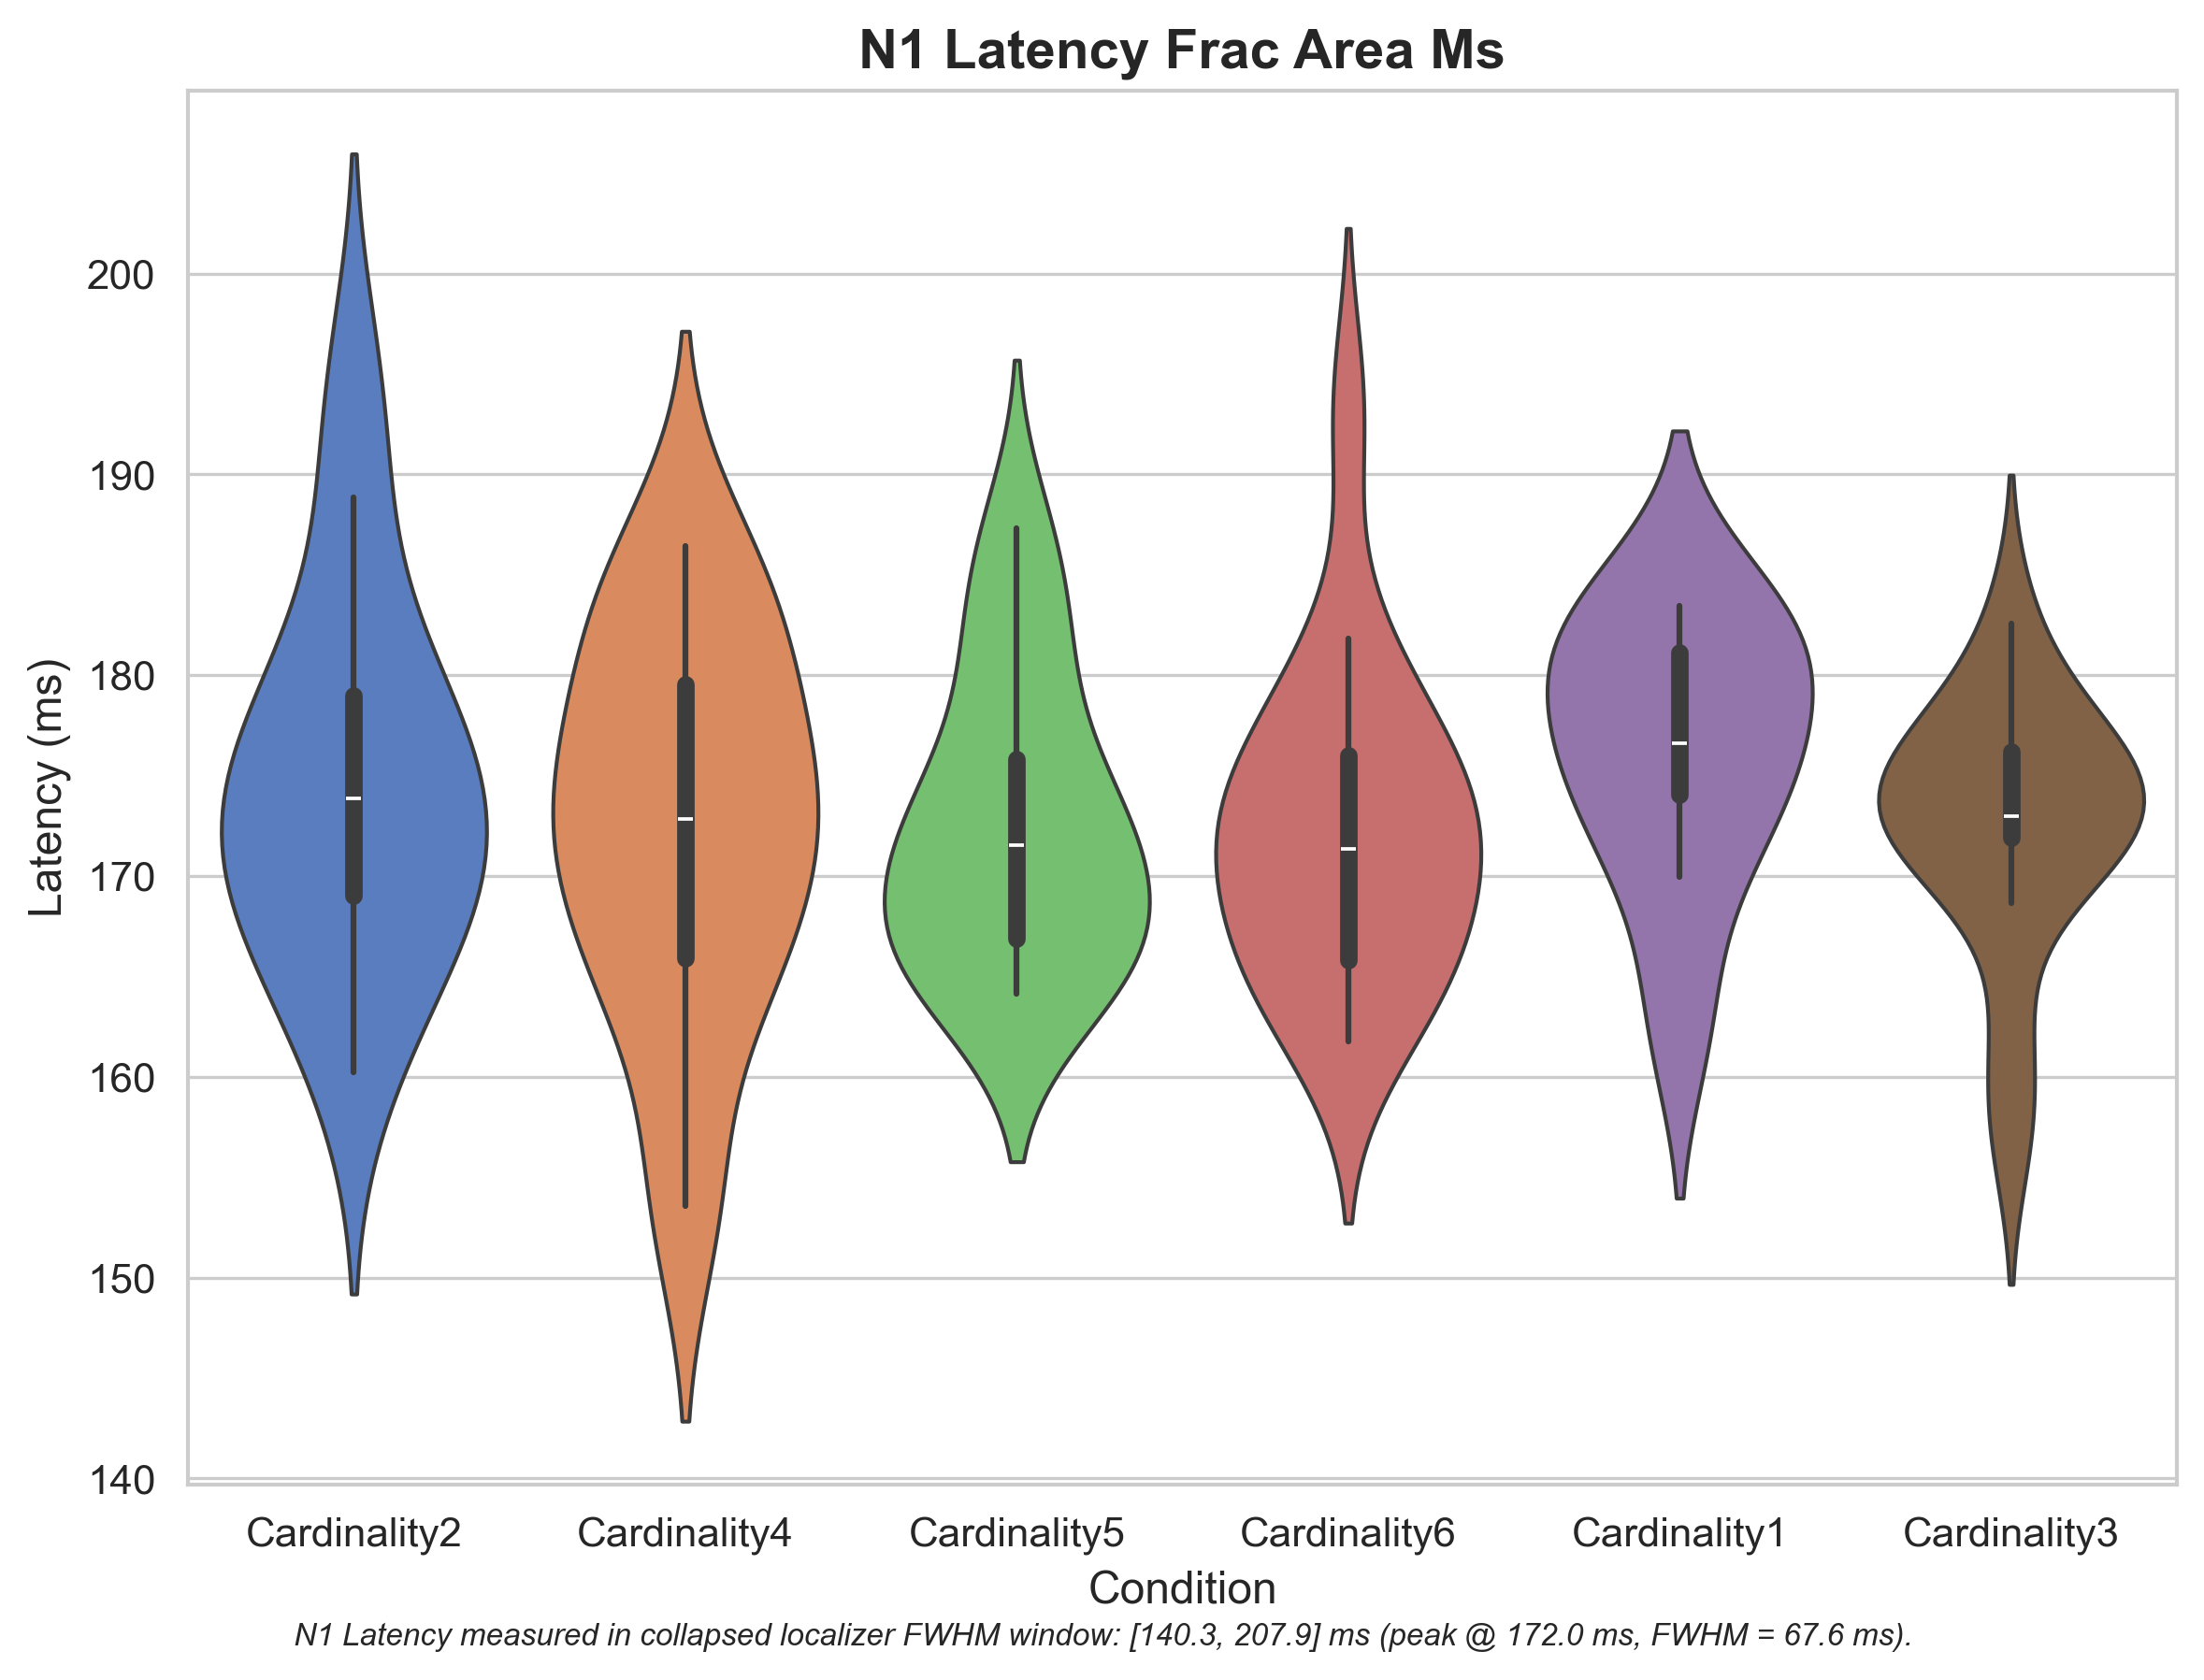 N1 Latency Frac Area Ms
Latency (ms)
200
190
180
170
160
150
140
Cardinality2 Cardinality4 Cardinality5 Cardinality6 Cardinality1 Cardinality3
Condition
N1 Latency measured in collapsed localizer FWHM window: [140.3, 207.9] ms (peak @ 172.0 ms, FWHM = 67.6 ms).